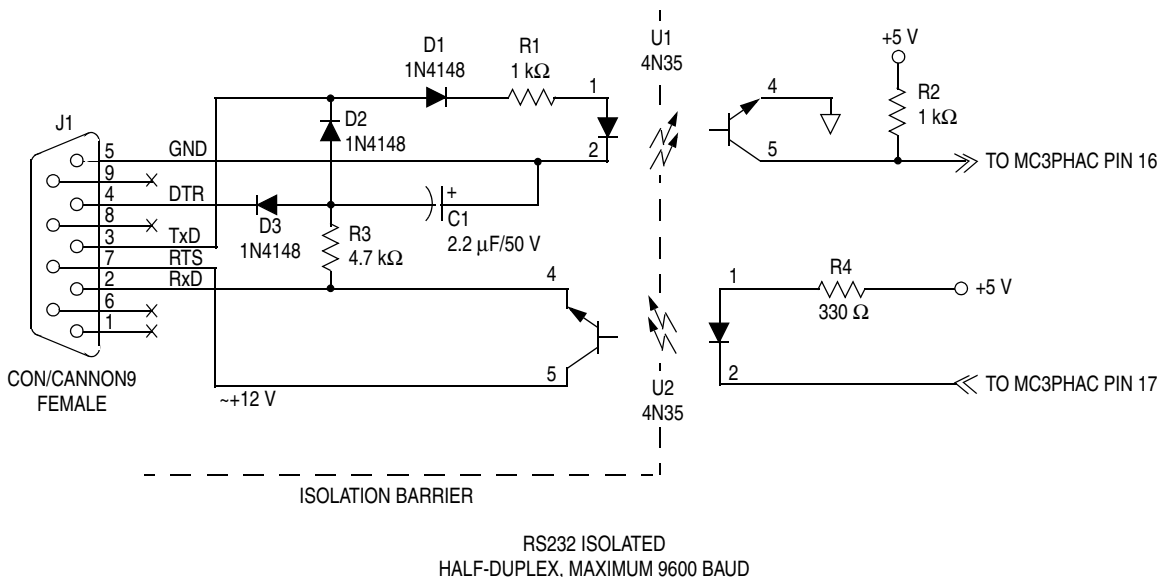 U1
4N35
+5 V
D1
1N4148
R1
1 kΩ
1
4
R2
1 kΩ
J1
D2
1N4148
5
GND
2
5
TO MC3PHAC PIN 16
9
4
DTR
+
8
D3
1N4148
C1
2.2 µF/50 V
3
TxD
R3
4.7 kΩ
7
RTS
2
RxD
4
1
R4
330 Ω
+5 V
6
1
5
2
TO MC3PHAC PIN 17
CON/CANNON9
FEMALE
~+12 V
U2
4N35
ISOLATION BARRIER
RS232 ISOLATED
HALF-DUPLEX, MAXIMUM 9600 BAUD